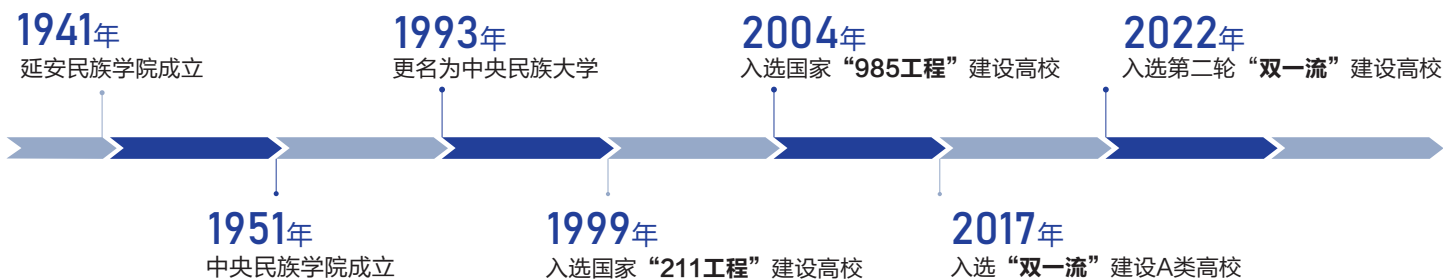 1941年
延安民族学院成立
1951年
中央民族学院成立
1993年
更名为中央民族大学
1999年
入选国家“211工程”建设高校
2004年
入选国家“985工程”建设高校
2017年
入选“双一流”建设A类高校
2022年
入选第二轮“双一流”建设高校